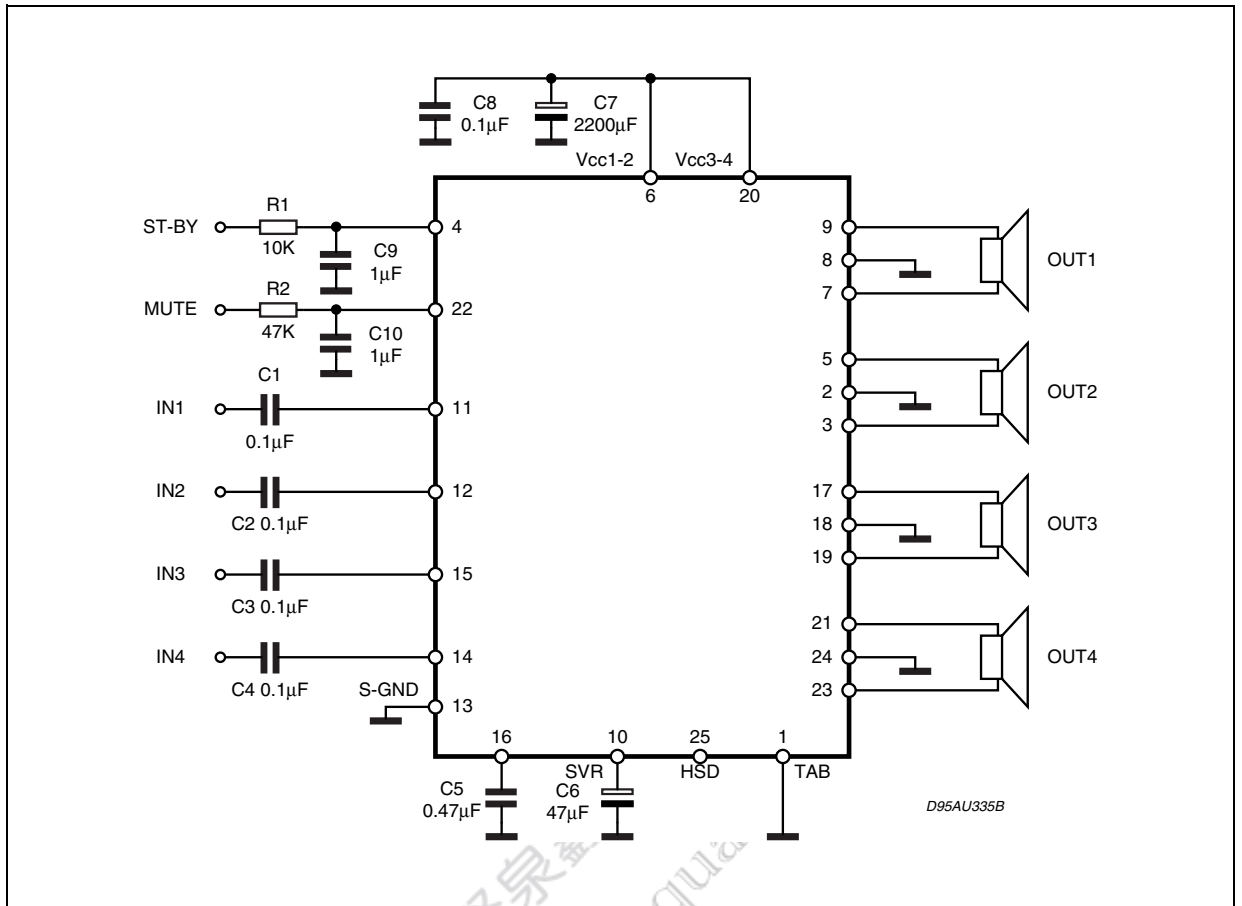 C8
0.1μF
C7
2200μF
Vcc1-2
Vcc3-4
6
20
ST-BY
R1
10K
C9
1μF
4
MUTE
R2
47K
C10
1μF
22
IN1
C1
0.1μF
11
IN2
C2 0.1μF
12
IN3
C3 0.1μF
15
IN4
C4 0.1μF
14
S-GND
13
9
8
7
OUT1
5
2
3
OUT2
17
18
19
OUT3
21
24
23
OUT4
16
10
25
1
SVR
HSD
TAB
C5
0.47μF
C6
47μF
D95AU335B